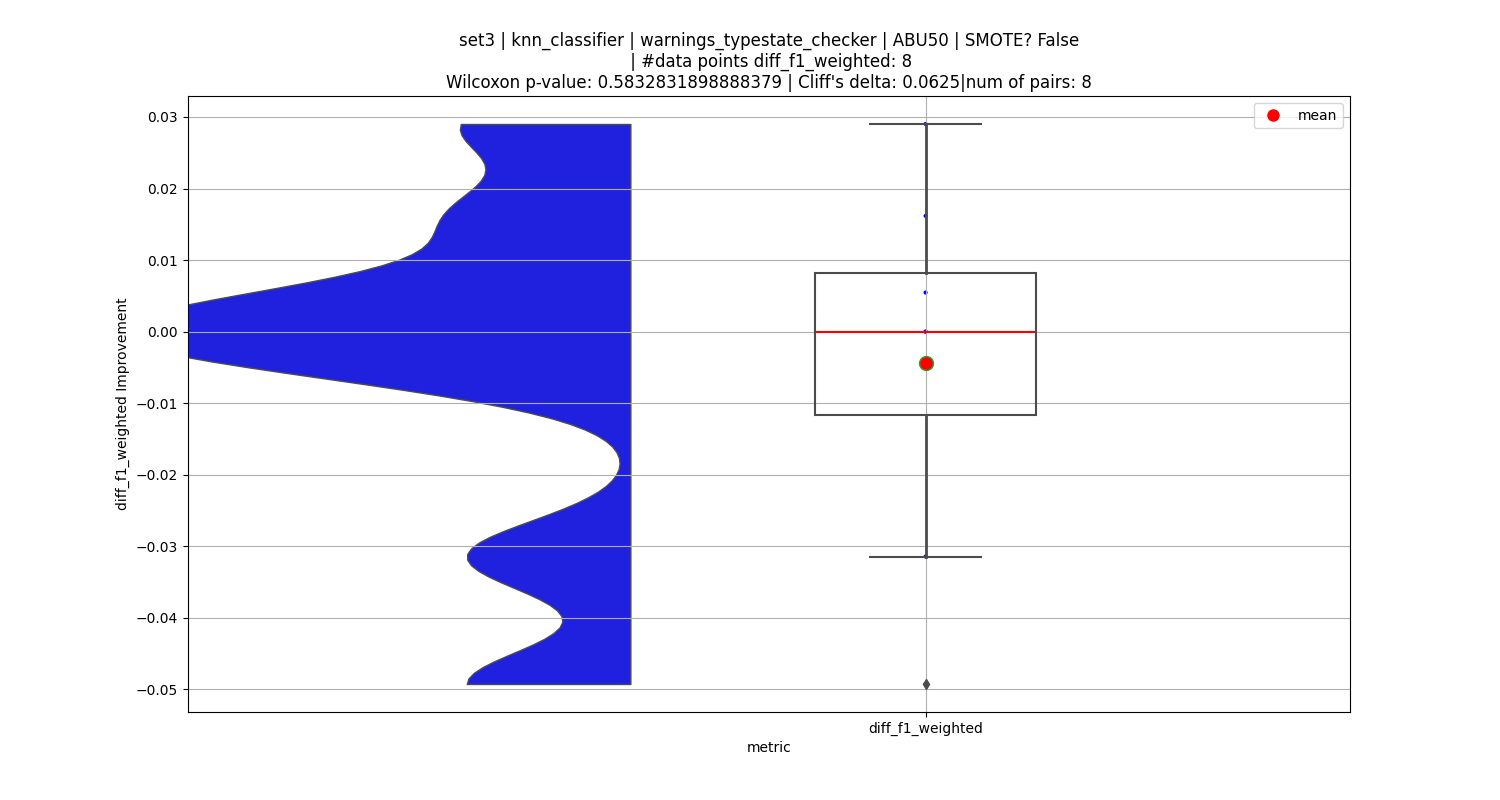 set3 | knn_classifier | warnings_typestate_checker | ABU50 | SMOTE? False
| #data points diff_f1_weighted: 8
Wilcoxon p-value: 0.5832831898888379 | Cliff's delta: 0.0625|num of pairs: 8
mean
0.03
0.02
0.01
0.00
−0.01
−0.02
−0.03
−0.04
−0.05
diff_f1_weighted Improvement
diff_f1_weighted
metric